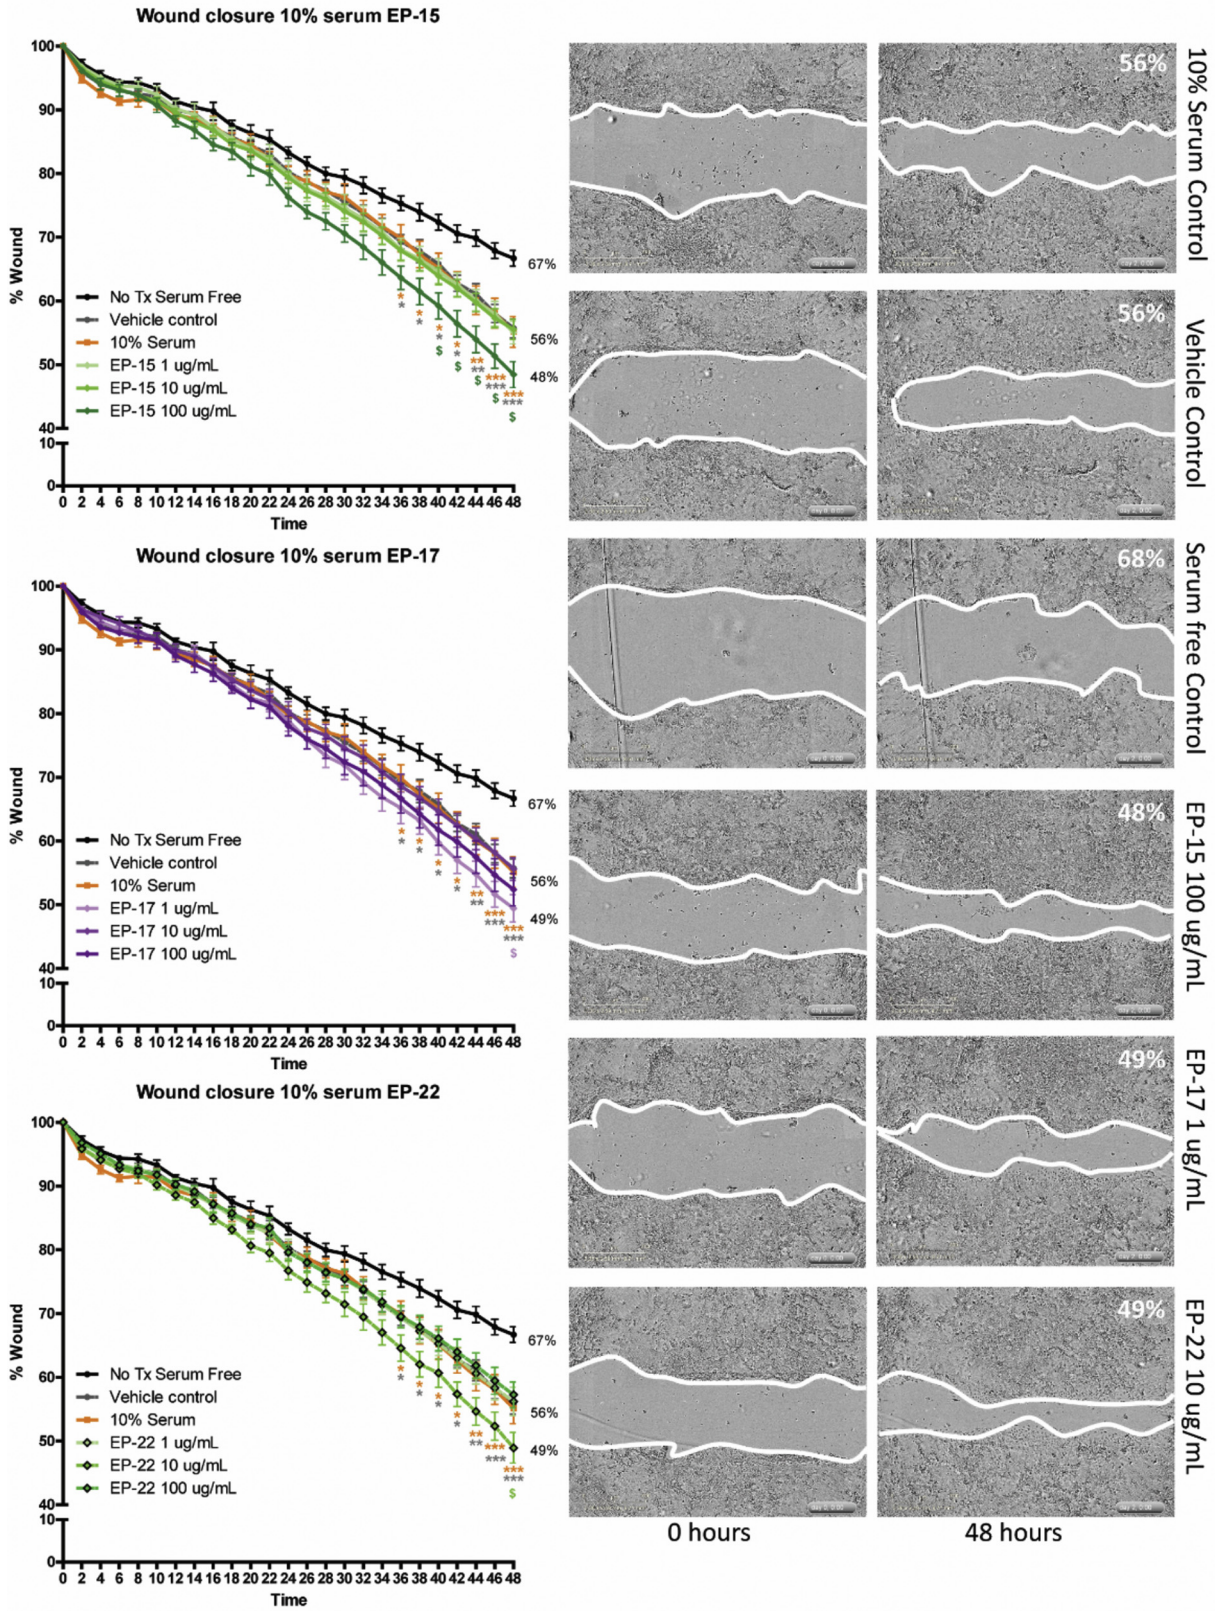 Wound closure 10% serum EP-15
% Wound
100
90
80
70
60
50
40
10
0
No Tx Serum Free
Vehicle control
10% Serum
EP-15 1 ug/mL
EP-15 10 ug/mL
EP-15 100 ug/mL
67%
56%
48%
*
*
*
*
*
*
$
*
*
$
**
**
$
***
***
$
***
***
$
0 2 4 6 8 10 12 14 16 18 20 22 24 26 28 30 32 34 36 38 40 42 44 46 48
Time
Wound closure 10% serum EP-17
% Wound
100
90
80
70
60
50
40
10
0
No Tx Serum Free
Vehicle control
10% Serum
EP-17 1 ug/mL
EP-17 10 ug/mL
EP-17 100 ug/mL
67%
56%
49%
*
*
*
*
*
*
*
*
**
**
***
***
***
***
$
0 2 4 6 8 10 12 14 16 18 20 22 24 26 28 30 32 34 36 38 40 42 44 46 48
Time
Wound closure 10% serum EP-22
% Wound
100
90
80
70
60
50
40
10
0
No Tx Serum Free
Vehicle control
10% Serum
EP-22 1 ug/mL
EP-22 10 ug/mL
EP-22 100 ug/mL
67%
56%
49%
*
*
*
*
*
*
*
*
**
**
***
***
***
***
$
0 2 4 6 8 10 12 14 16 18 20 22 24 26 28 30 32 34 36 38 40 42 44 46 48
Time
56%
10% Serum Control
56%
Vehicle Control
68%
Serum free Control
48%
EP-15 100 ug/mL
49%
EP-17 1 ug/mL
49%
EP-22 10 ug/mL
0 hours
48 hours